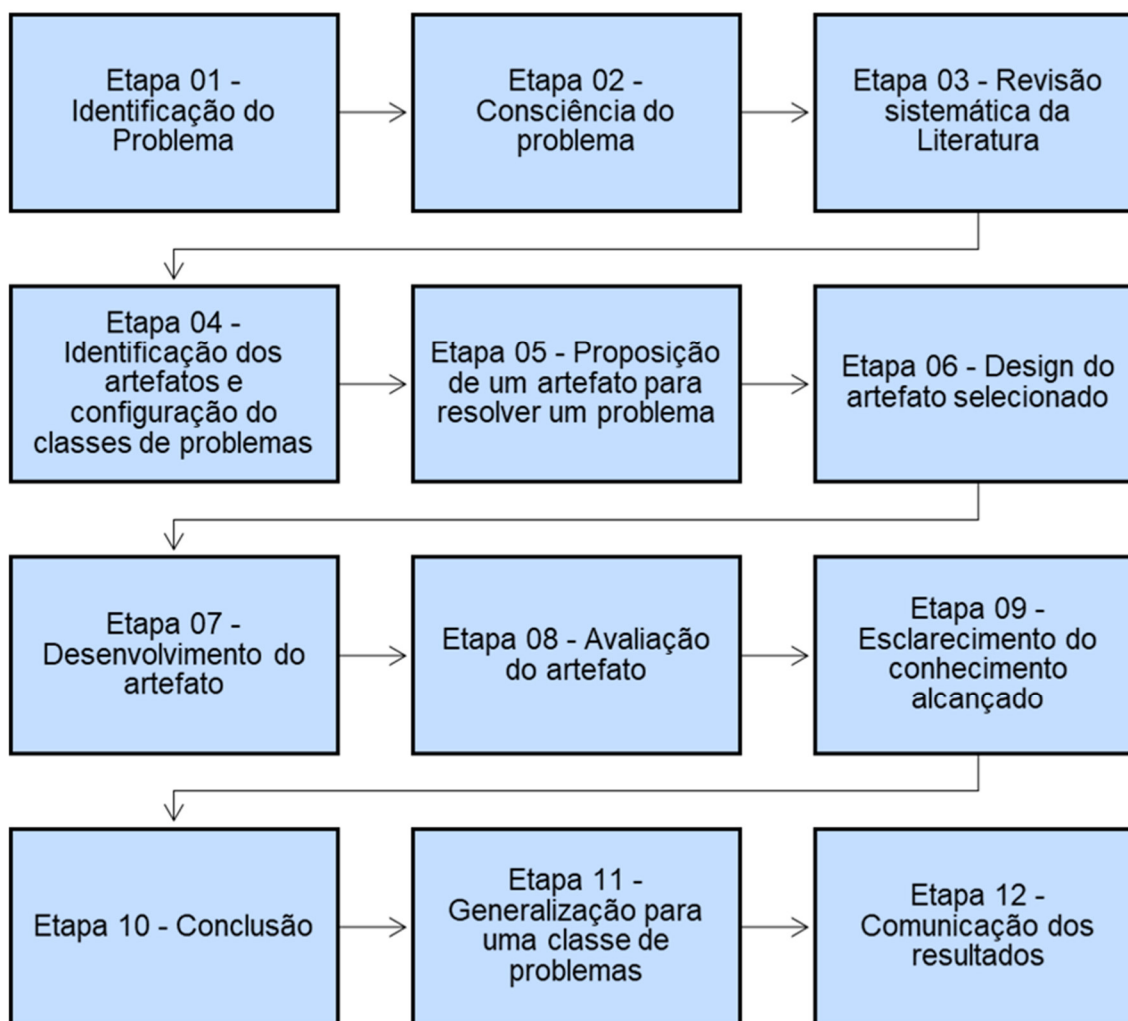 Etapa 01 -
Identificação do
Problema
Etapa 02 -
Consciência do
problema
Etapa 03 - Revisão
sistemática da
Literatura
Etapa 04 -
Identificação dos
artefatos e
configuração do
classes de problemas
Etapa 05 - Proposição
de um artefato para
resolver um problema
Etapa 06 - Design do
artefato selecionado
Etapa 07 -
Desenvolvimento do
artefato
Etapa 08 - Avaliação
do artefato
Etapa 09 -
Esclarecimento do
conhecimento
alcançado
Etapa 10 - Conclusão
Etapa 11 -
Generalização para
uma classe de
problemas
Etapa 12 -
Comunicação dos
resultados